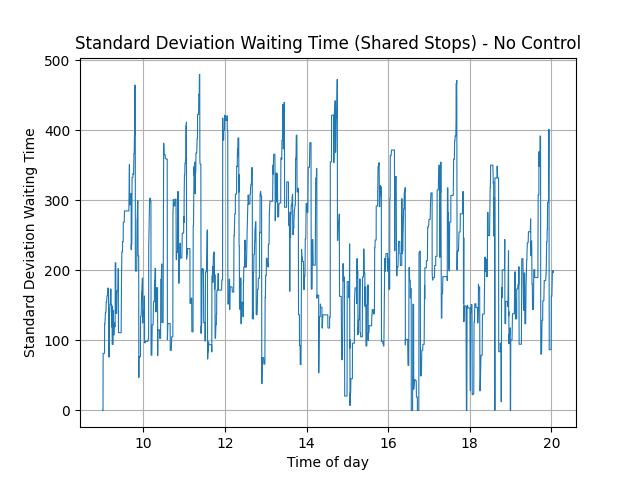 Standard Deviation Waiting Time (Shared Stops) - No Control
Standard Deviation Waiting Time
500
400
300
200
100
0
10 12 14 16 18 20
Time of day